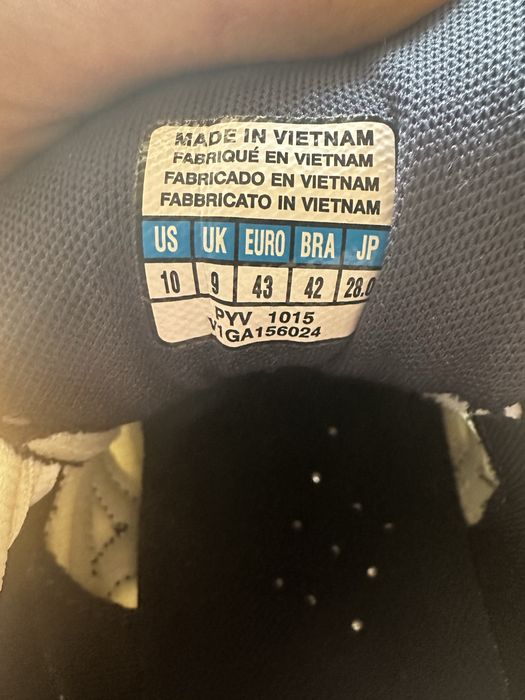 MADE IN VIETNAM
FABRIQUÉ EN VIETNAM
FABRICADO EN VIETNAM
FABBRICATO IN VIETNAM
US UK EURO BRA JP
10 9 43 42 28.0
PYV 1015
V1GA156024